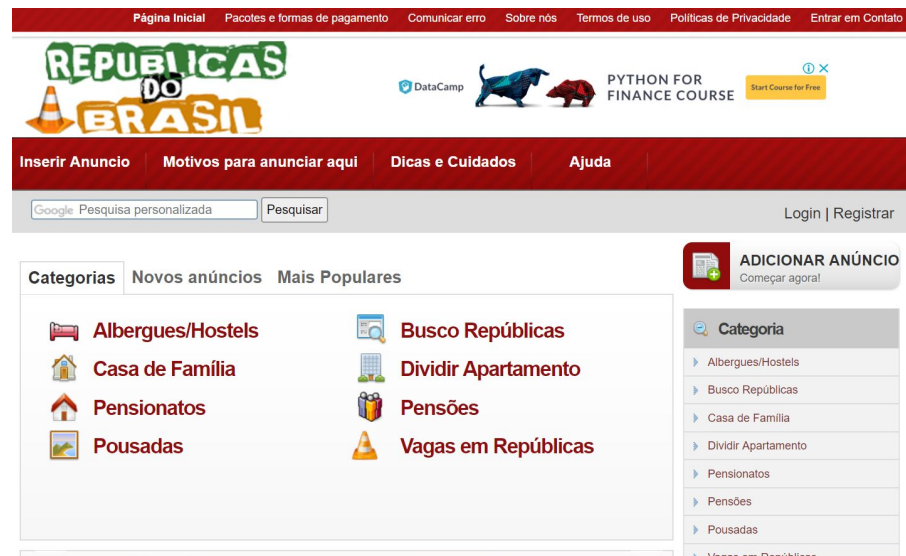 Página Inicial Pacotes e formas de pagamento Comunicar erro Sobre nós Termos de uso Políticas de Privacidade Entrar em Contato
REPUBLICAS
DO
BRASIL
DataCamp
PYTHON FOR
FINANCE COURSE
Start Course for Free
Inserir Anuncio Motivos para anunciar aqui Dicas e Cuidados Ajuda
Google Pesquisa personalizada Pesquisar
Login | Registrar
ADICIONAR ANÚNCIO
Começar agora!
Categorias Novos anúncios Mais Populares
Albergues/Hostels Busco Repúblicas
Casa de Família Dividir Apartamento
Pensionatos Pensões
Pousadas Vagas em Repúblicas
Categoria
Albergues/Hostels
Busco Repúblicas
Casa de Família
Dividir Apartamento
Pensionatos
Pensões
Pousadas
Vagas em Repúblicas